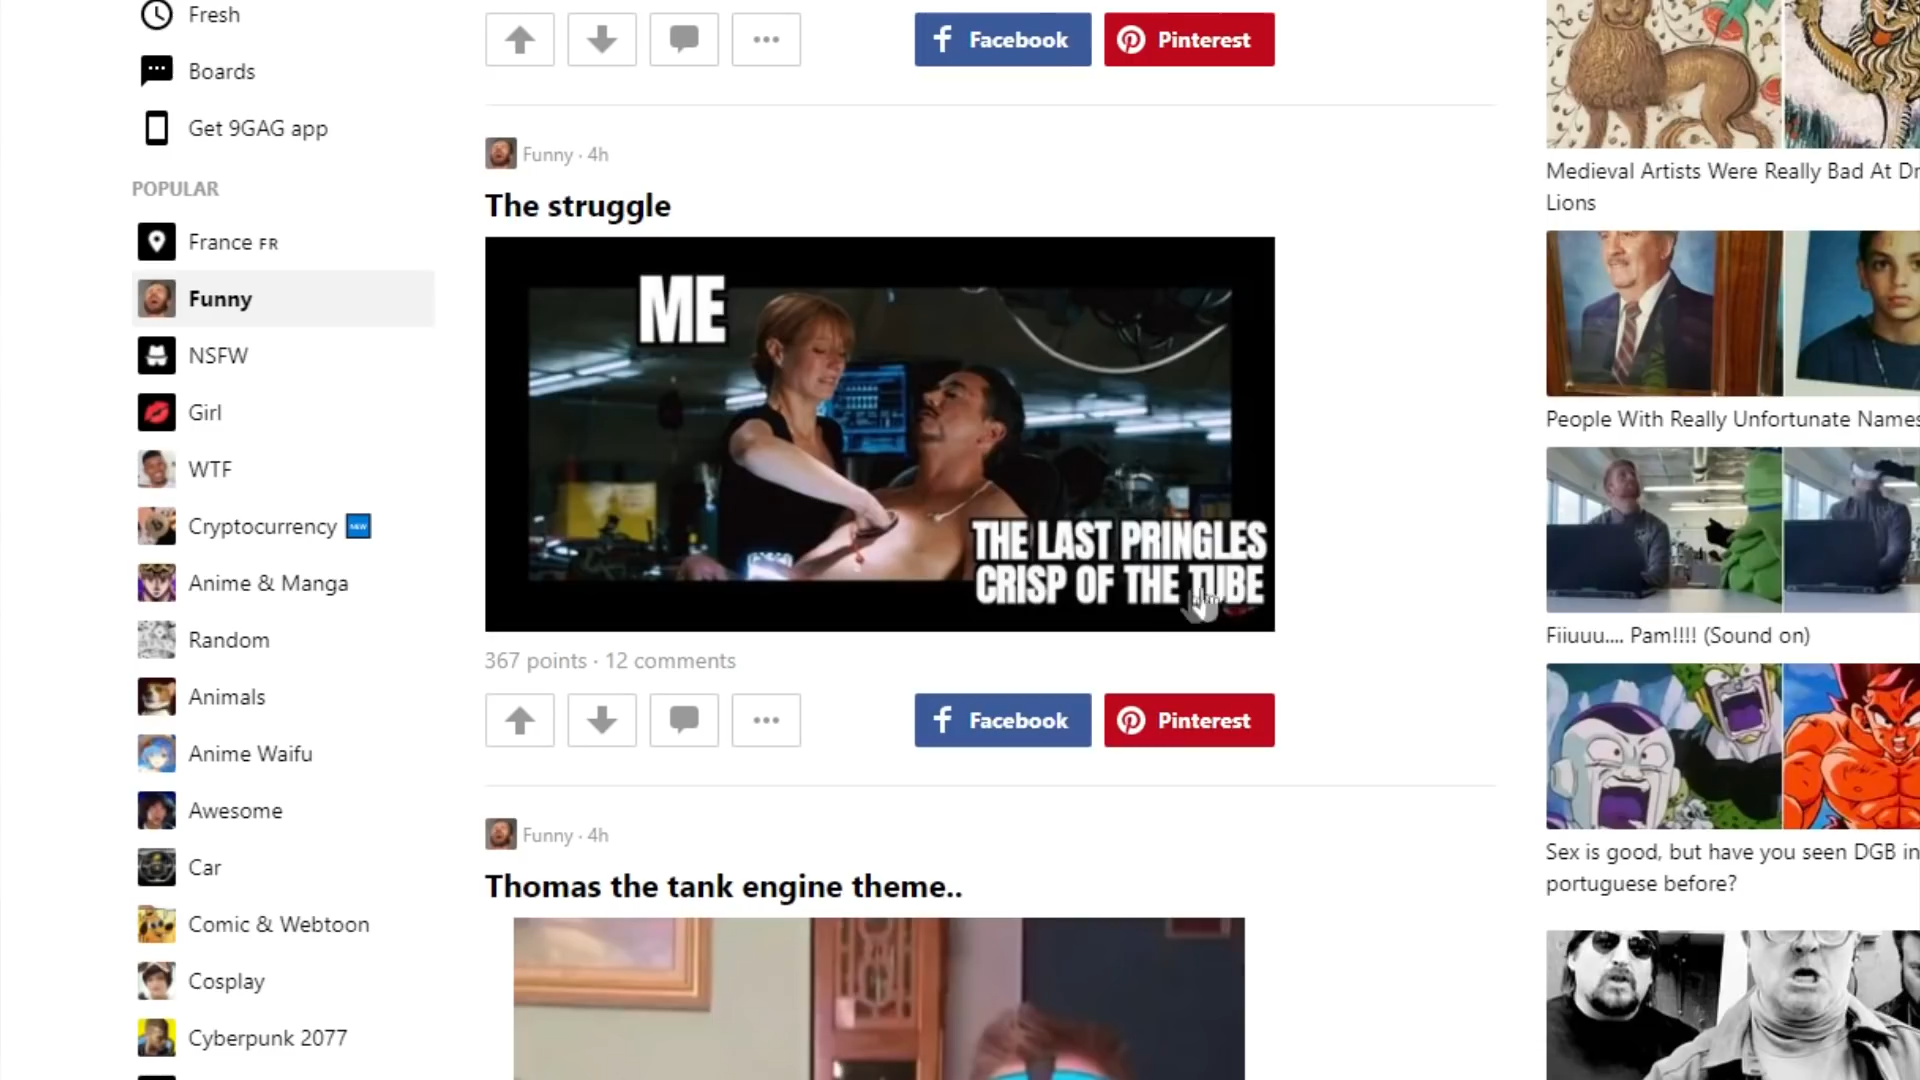 Fresh
Boards
Get 9GAG app
POPULAR
France FR
Funny
NSFW
Girl
WTF
Cryptocurrency NEW
Anime & Manga
Random
Animals
Anime Waifu
Awesome
Car
Comic & Webtoon
Cosplay
Cyberpunk 2077
Facebook
Pinterest
Funny · 4h
The struggle
ME
THE LAST PRINGLES
CRISP OF THE TUBE
367 points · 12 comments
Facebook
Pinterest
Funny · 4h
Thomas the tank engine theme..
Medieval Artists Were Really Bad At
Lions
People With Really Unfortunate Names
Fiiuuu.... Pam!!!! (Sound on)
Sex is good, but have you seen DGB in
portuguese before?